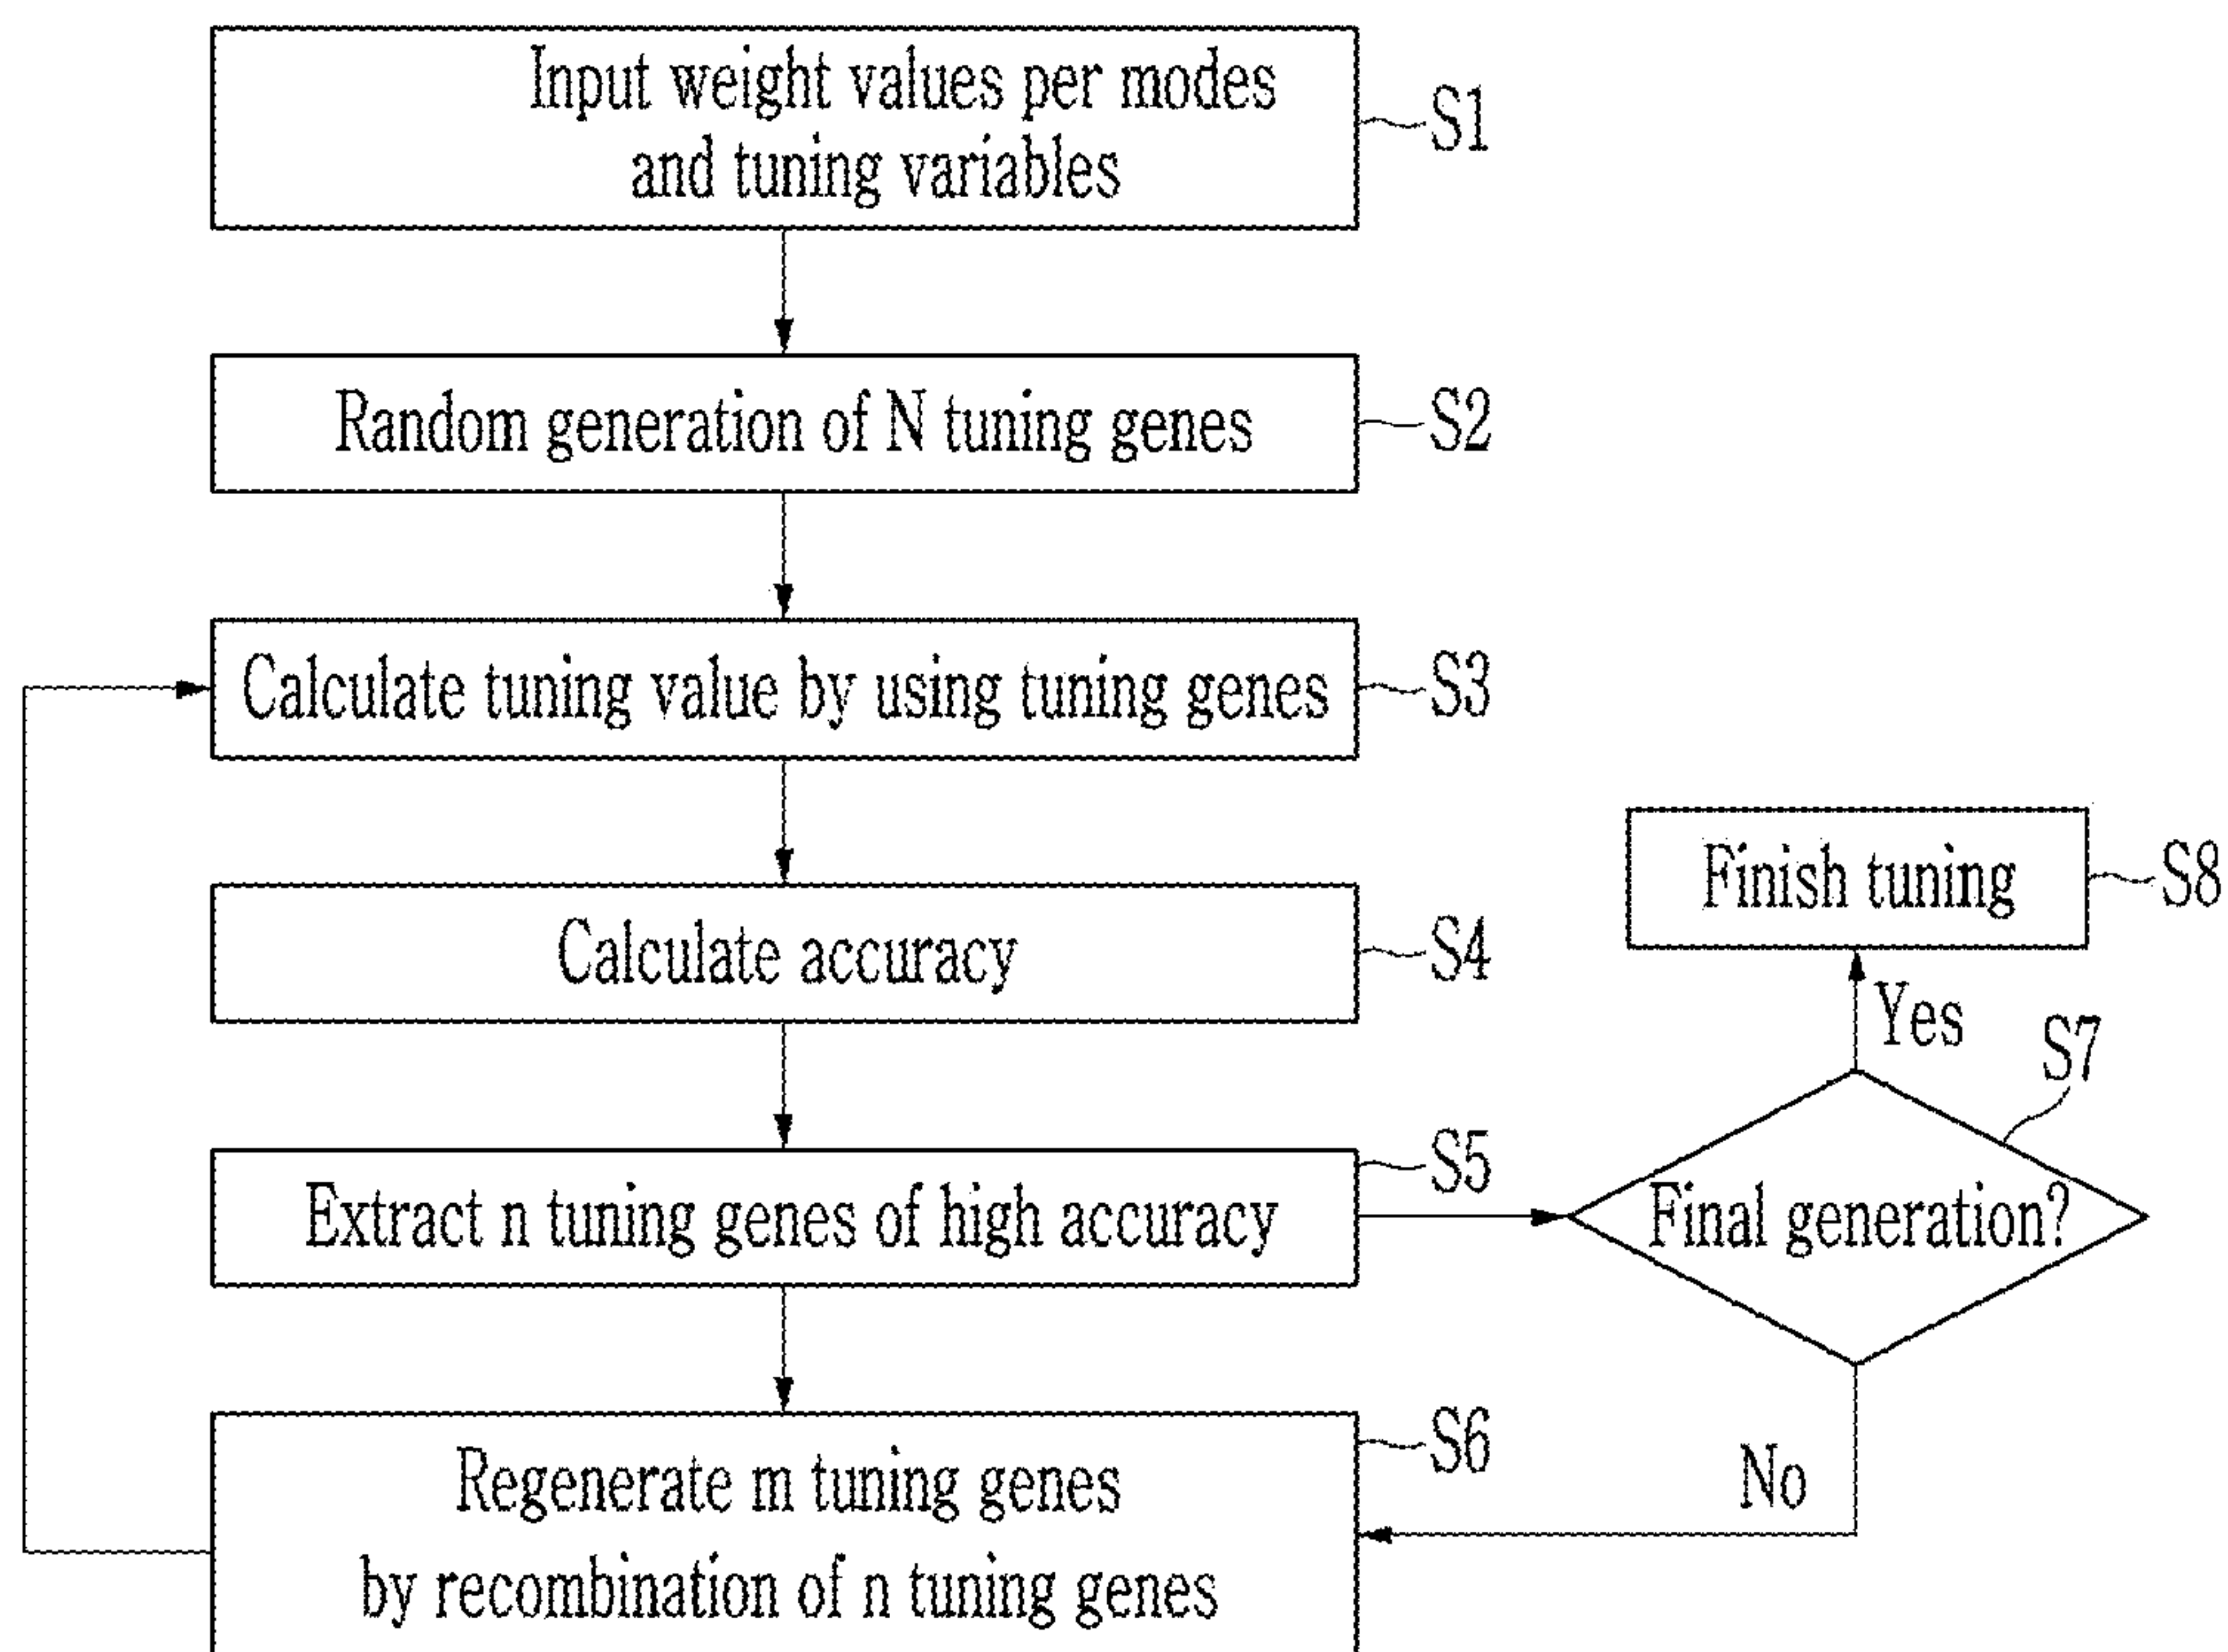 Input weight values per modes
and tuning variables
S1
Random generation of N tuning genes
S2
Calculate tuning value by using tuning genes
S3
Calculate accuracy
S4
Finish tuning
S8
Yes
S7
Extract n tuning genes of high accuracy
S5
Final generation?
Regenerate m tuning genes
by recombination of n tuning genes
S6
No